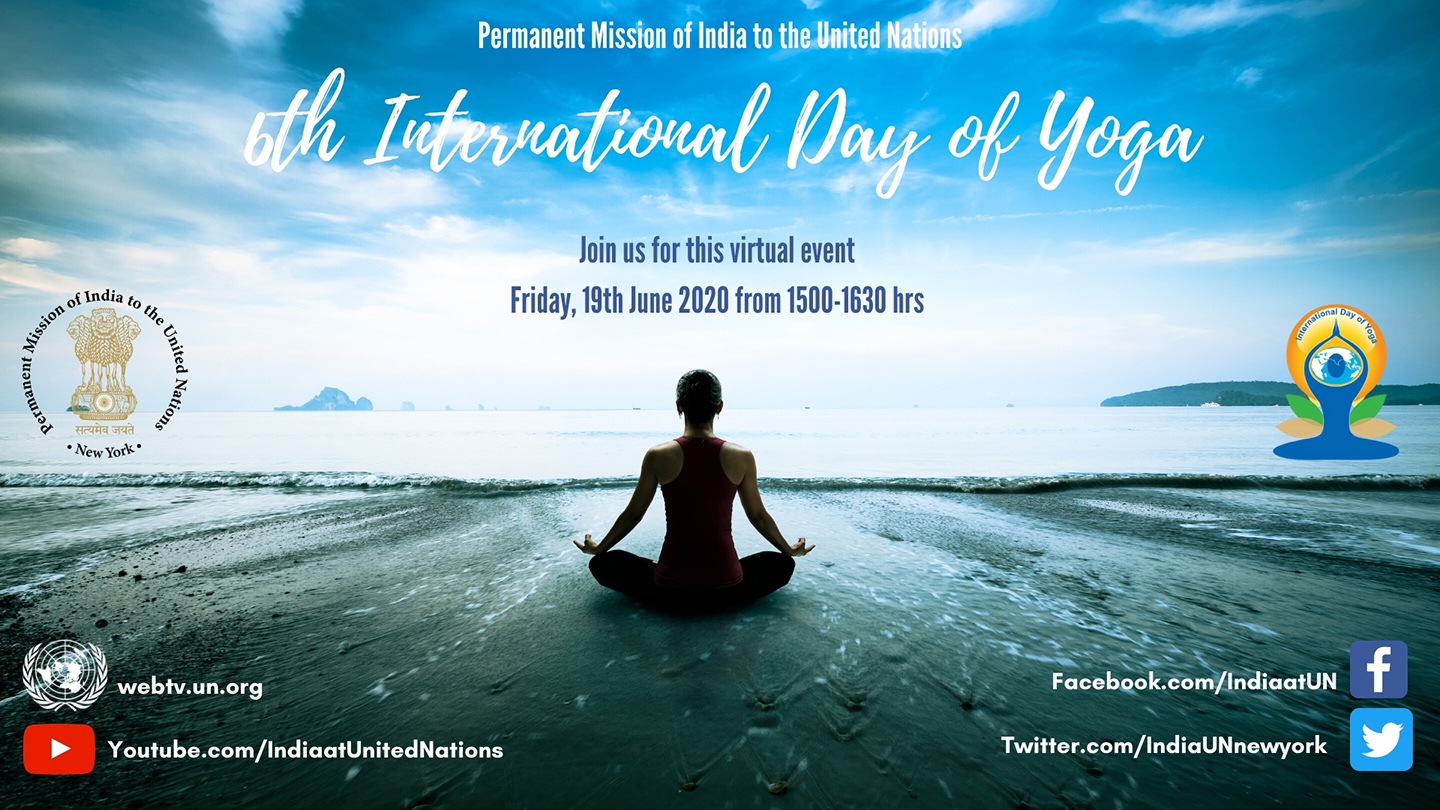 Permanent Mission of India to the United Nations
6th International Day of Yoga
Join us for this virtual event
Friday, 19th June 2020 from 1500-1630 hrs
Permanent Mission of India to the United Nations
सत्यमेव जयते
• New York •
International Day of Yoga
webtv.un.org
Youtube.com/IndiaatUnitedNations
Facebook.com/IndiaatUN
Twitter.com/IndiaUNnewyork